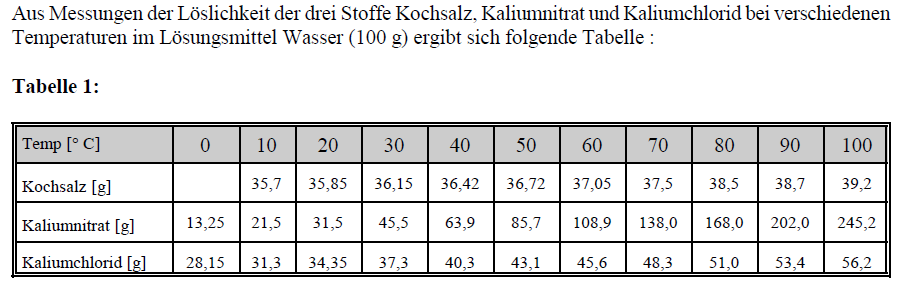 Aus Messungen der Löslichkeit der drei Stoffe Kochsalz, Kaliumnitrat und Kaliumchlorid bei verschiedenen
Temperaturen im Lösungsmittel Wasser (100 g) ergibt sich folgende Tabelle :
Tabelle 1:
Temp [° C] 0 10 20 30 40 50 60 70 80 90 100
Kochsalz [g] 35,7 35,85 36,15 36,42 36,72 37,05 37,5 38,5 38,7 39,2
Kaliumnitrat [g] 13,25 21,5 31,5 45,5 63,9 85,7 108,9 138,0 168,0 202,0 245,2
Kaliumchlorid [g] 28,15 31,3 34,35 37,3 40,3 43,1 45,6 48,3 51,0 53,4 56,2